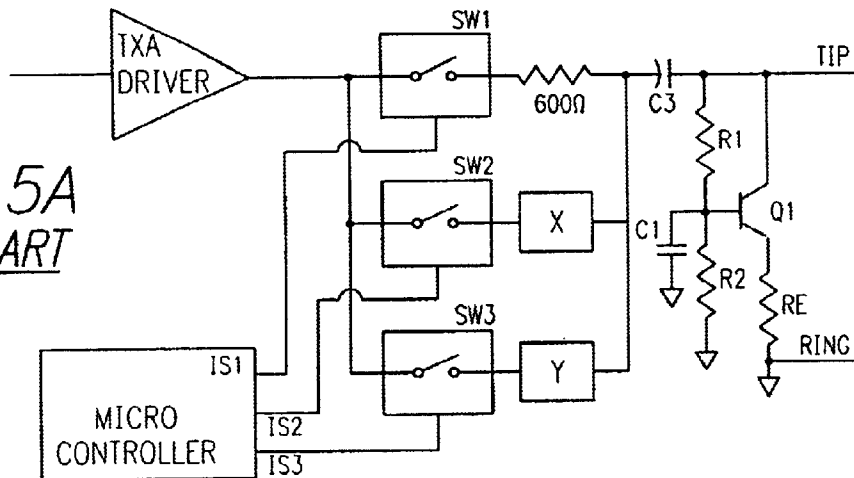 TXA
DRIVER
SW1
600Ω
C3
TIP
R1
5A
ART
SW2
X
C1
Q1
R2
RE
SW3
Y
RING
IS1
MICRO
CONTROLLER
IS2
IS3